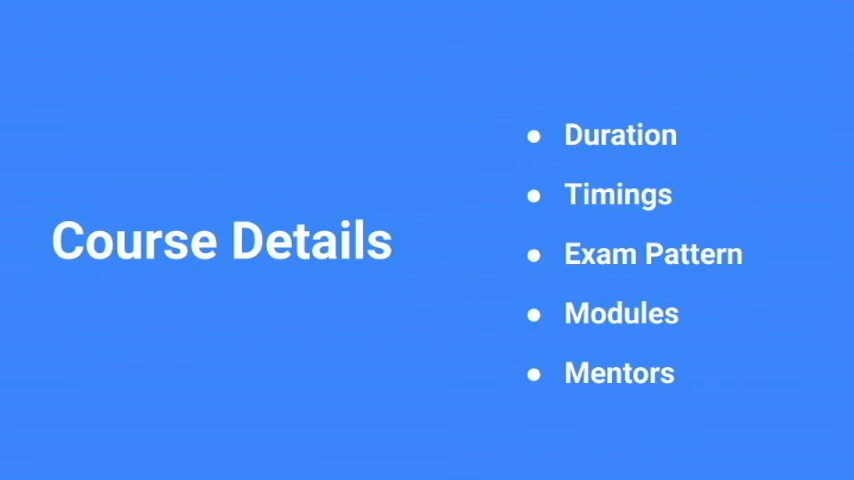 Course Details
● Duration
● Timings
● Exam Pattern
● Modules
● Mentors